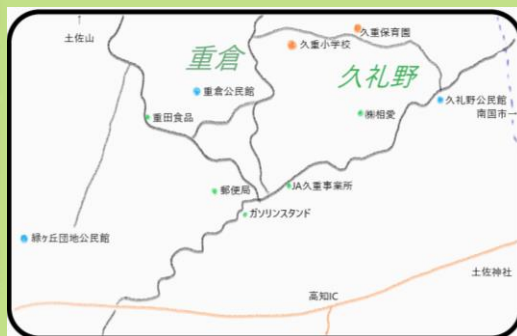 土佐山
重倉
久礼野
久重保育園
久重小学校
重倉公民館
久礼野公民館
南国市→
㈱相愛
重田食品
郵便局
JA久重事業所
ガソリンスタンド
緑ヶ丘団地公民館
土佐神社
高知IC